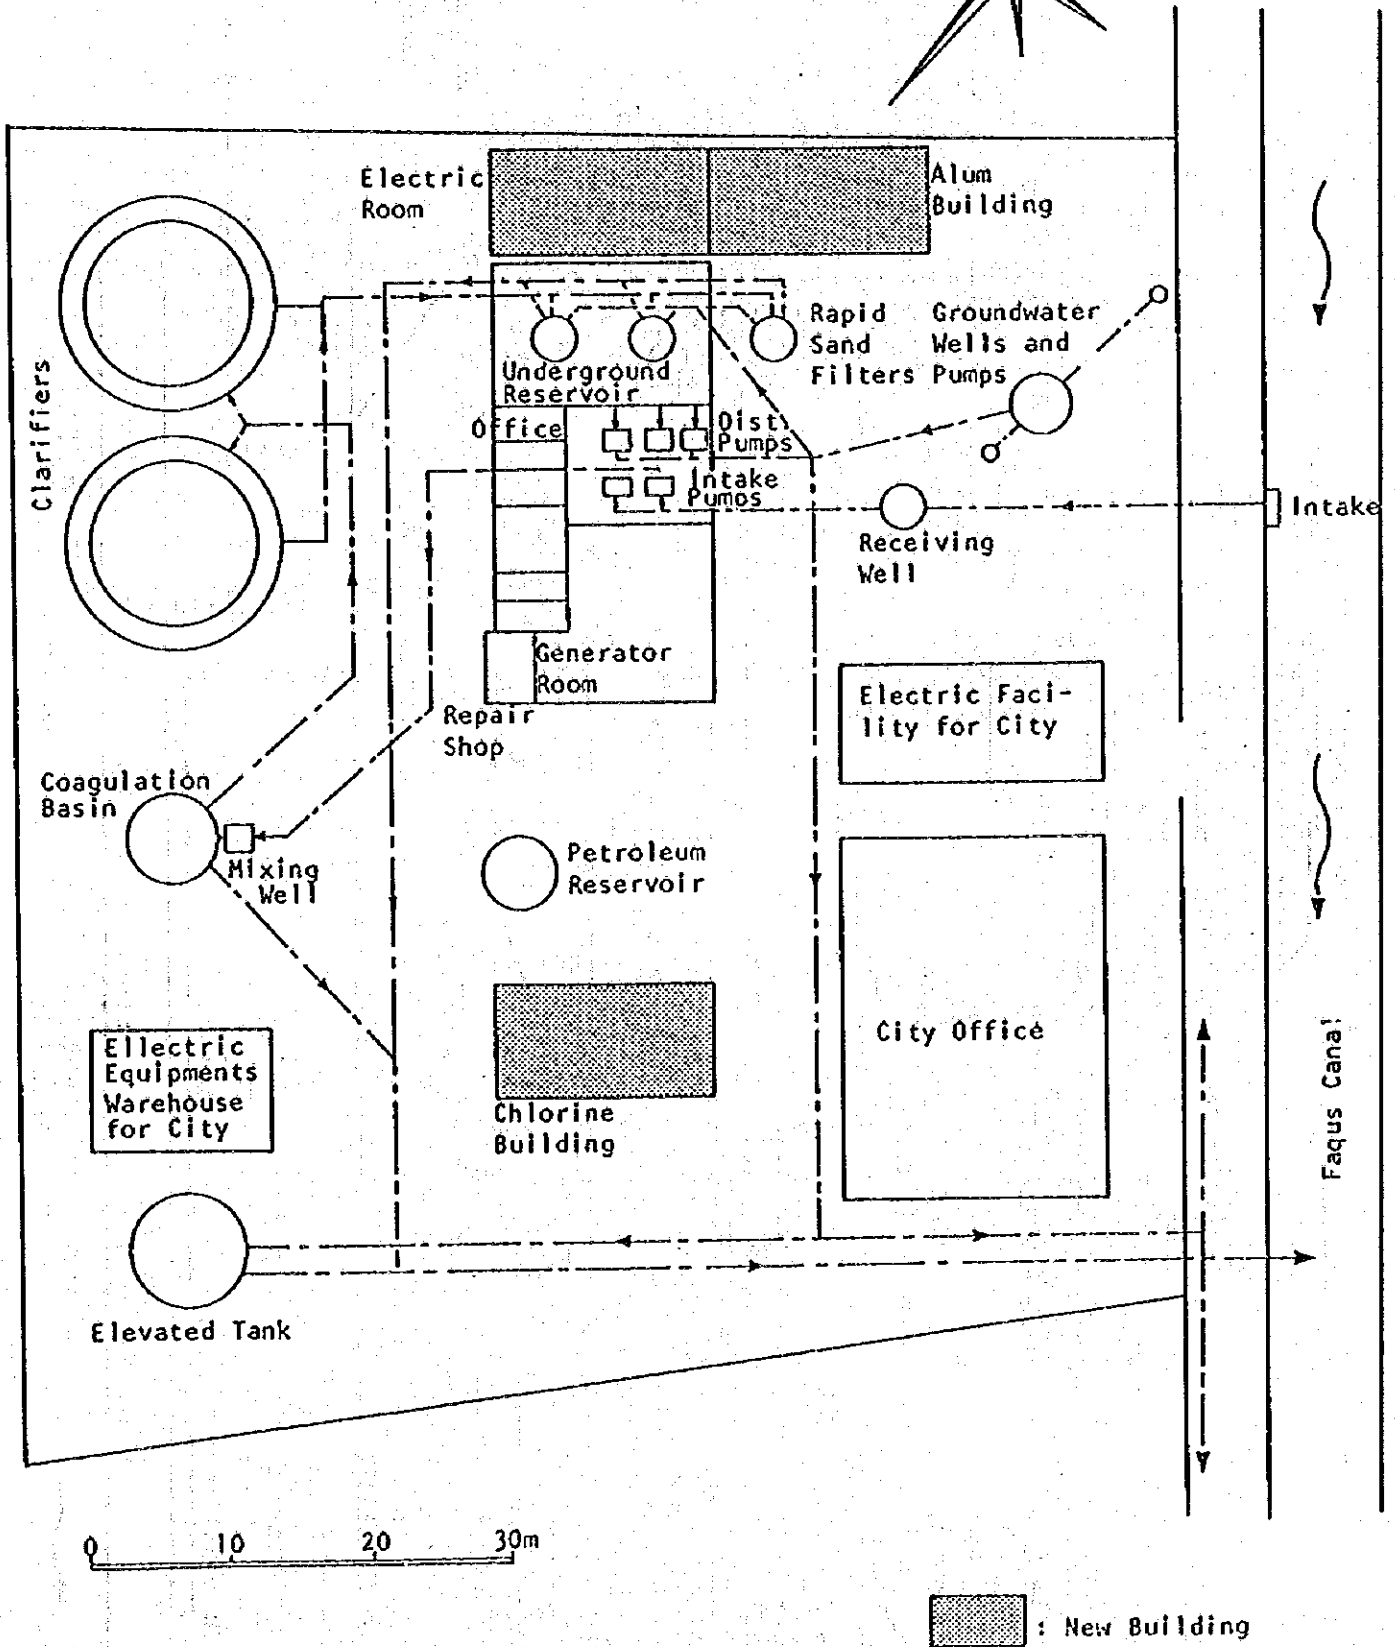 Electric
Room
Alum
Building
Clarifiers
Rapid
Sand
Filters
Groundwater
Wells and
Pumps
Underground
Reservoir
Office
Dist.
Pumps
Intake
Pumps
Intake
Receiving
Well
Generator
Room
Repair
Shop
Electric Faci-
lity for City
Coagulation
Basin
Mixing
Well
Petroleum
Reservoir
City Office
Faqus Canal
Ellectric
Equipments
Warehouse
for City
Chlorine
Building
Elevated Tank
0 10 20 30m
: New Building